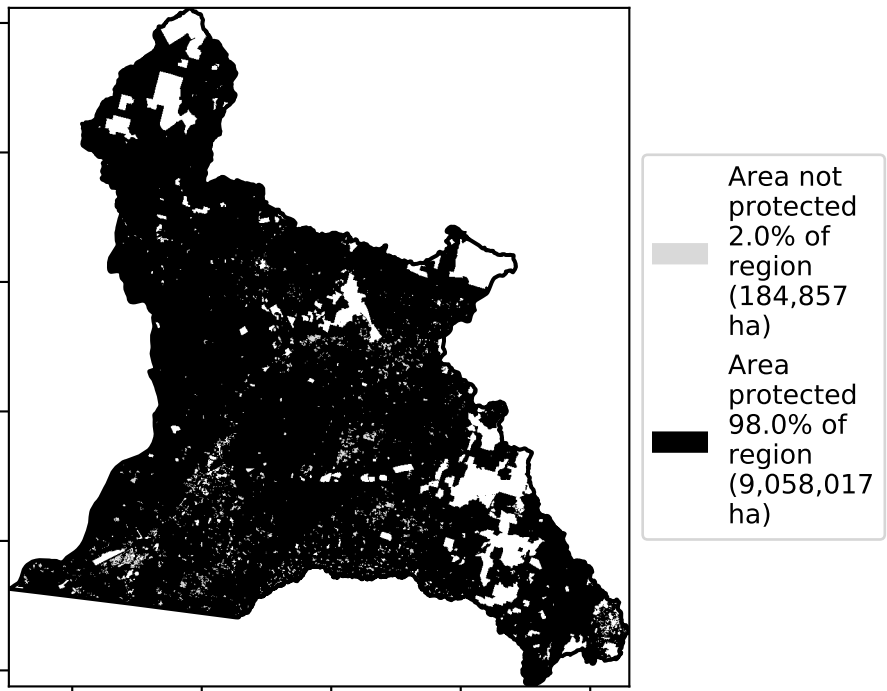 Area not
protected
2.0% of
region
(184,857
ha)
Area
protected
98.0% of
region
(9,058,017
ha)